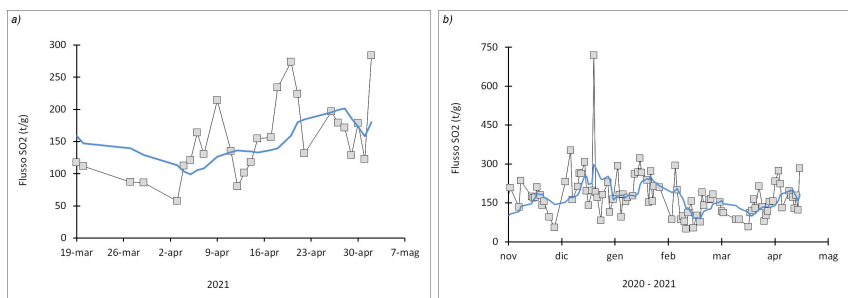 a)
Flusso SO2 (t/g)
300
250
200
150
100
50
0
19-mar 26-mar 2-apr 9-apr 16-apr 23-apr 30-apr 7-mag
2021
b)
Flusso SO2 (t/g)
750
600
450
300
150
0
nov dic gen feb mar apr mag
2020 - 2021